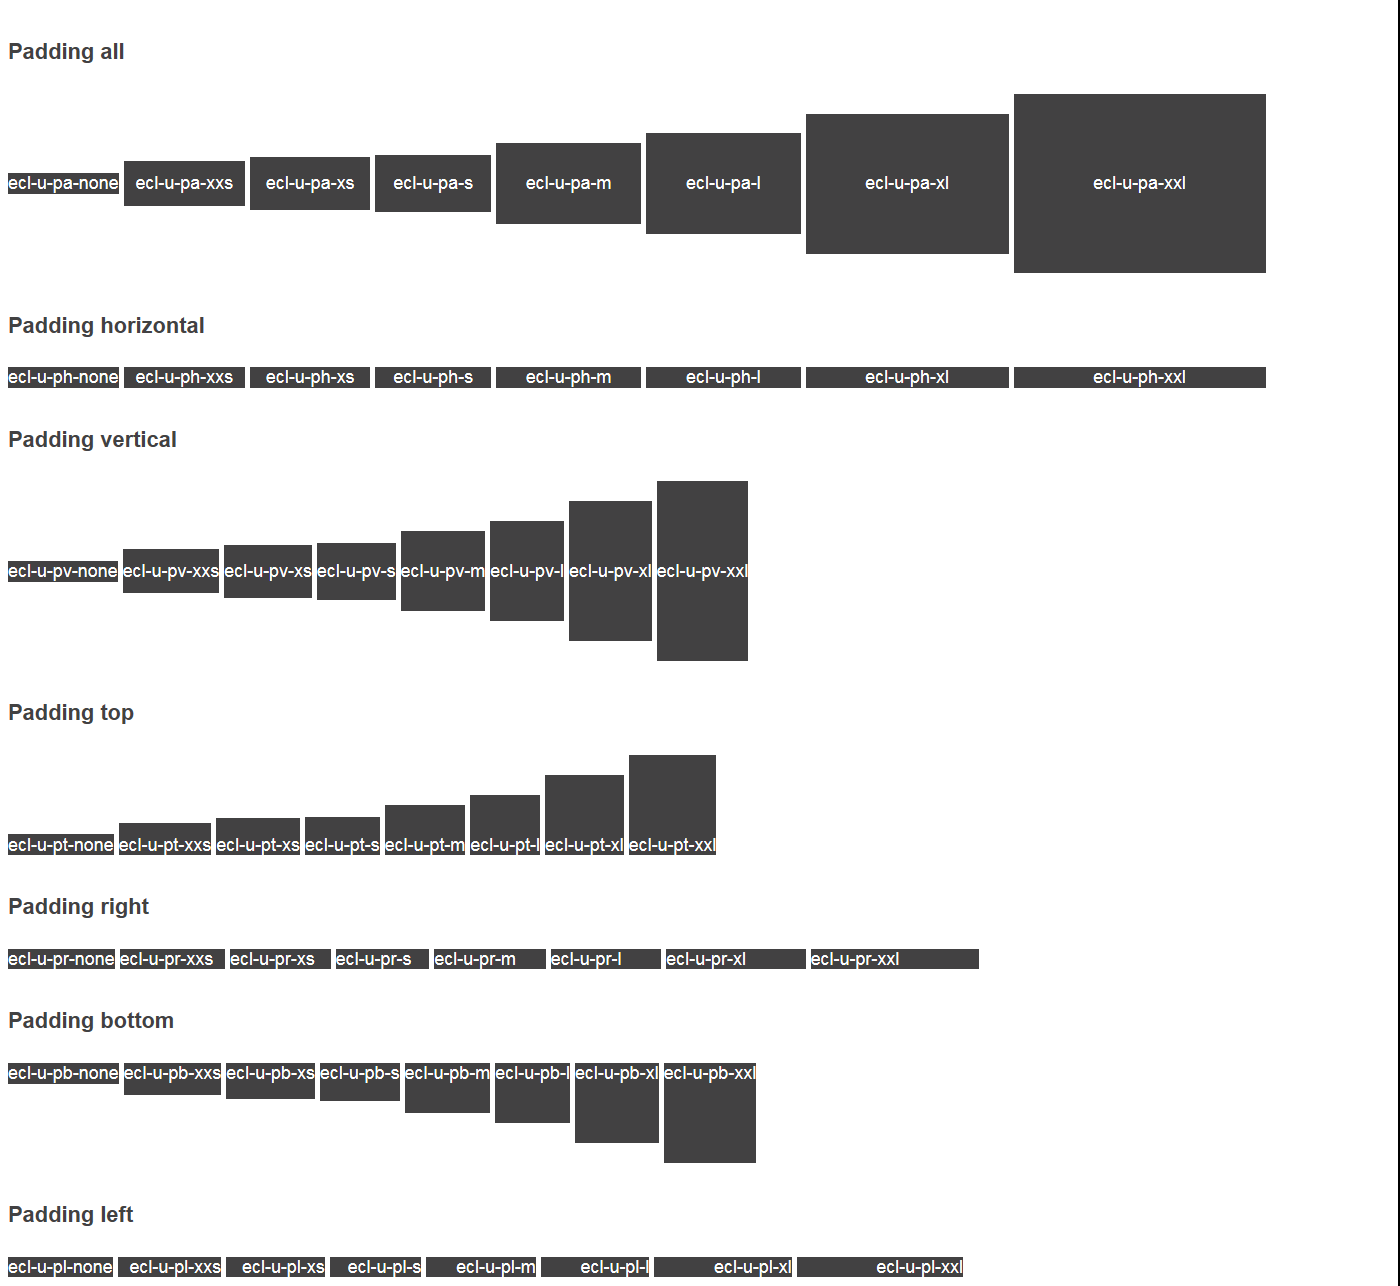 Padding all
ecl-u-pa-none ecl-u-pa-xxs ecl-u-pa-xs ecl-u-pa-s ecl-u-pa-m ecl-u-pa-l ecl-u-pa-xl ecl-u-pa-xxl
Padding horizontal
ecl-u-ph-none ecl-u-ph-xxs ecl-u-ph-xs ecl-u-ph-s ecl-u-ph-m ecl-u-ph-l ecl-u-ph-xl ecl-u-ph-xxl
Padding vertical
ecl-u-pv-none ecl-u-pv-xxs ecl-u-pv-xs ecl-u-pv-s ecl-u-pv-m ecl-u-pv-l ecl-u-pv-xl ecl-u-pv-xxl
Padding top
ecl-u-pt-none ecl-u-pt-xxs ecl-u-pt-xs ecl-u-pt-s ecl-u-pt-m ecl-u-pt-l ecl-u-pt-xl ecl-u-pt-xxl
Padding right
ecl-u-pr-none ecl-u-pr-xxs ecl-u-pr-xs ecl-u-pr-s ecl-u-pr-m ecl-u-pr-l ecl-u-pr-xl ecl-u-pr-xxl
Padding bottom
ecl-u-pb-none ecl-u-pb-xxs ecl-u-pb-xs ecl-u-pb-s ecl-u-pb-m ecl-u-pb-l ecl-u-pb-xl ecl-u-pb-xxl
Padding left
ecl-u-pl-none ecl-u-pl-xxs ecl-u-pl-xs ecl-u-pl-s ecl-u-pl-m ecl-u-pl-l ecl-u-pl-xl ecl-u-pl-xxl